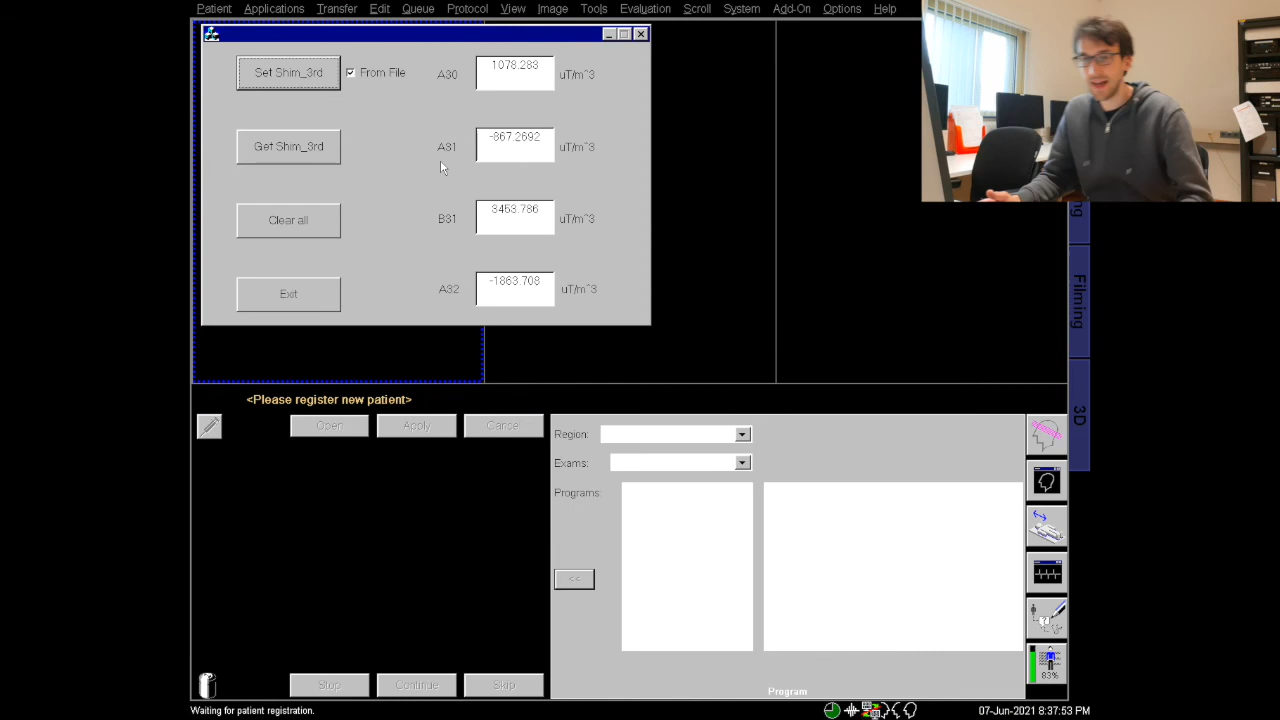 Patient Applications Transfer Edit Queue Protocol View Image Tools Evaluation Scroll System Add-On Options Help
Set Shim_3rd From File A30 1078.283 uT/m^3
Get Shim_3rd A31 -867.2692 uT/m^3
Clear all B31 3453.786 uT/m^3
Exit A32 -1863.708 uT/m^3
Filming
3D
<Please register new patient>
Open Apply Cancel
Region:
Exams:
Programs:
<<
83%
Stop Continue Skip
Program
Waiting for patient registration.
07-Jun-2021 8:37:53 PM